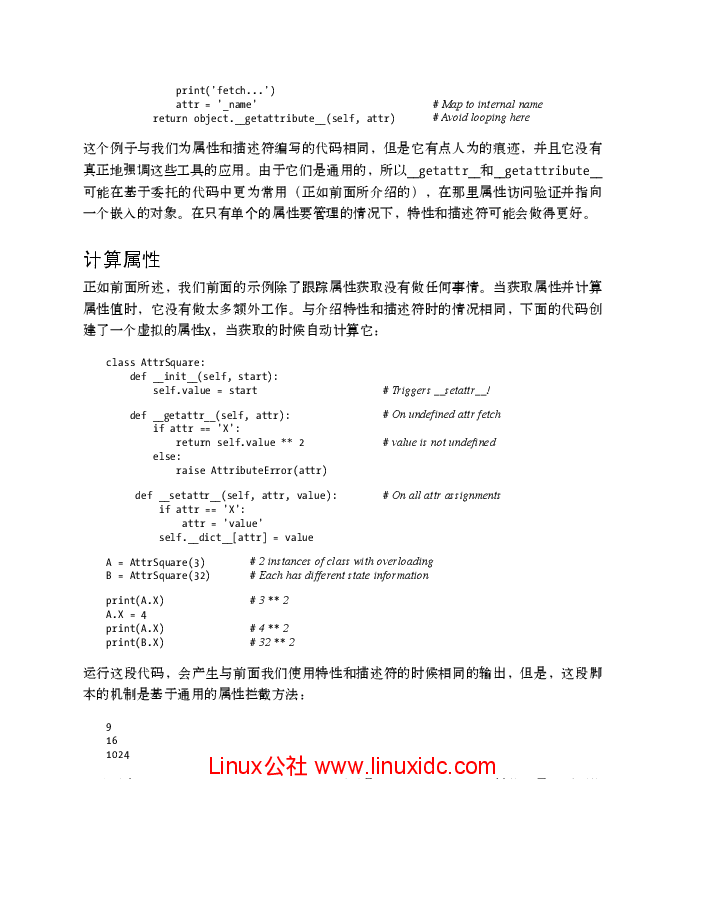 print('fetch...')
attr = '_name' # Map to internal name
return object.__getattribute__(self, attr) # Avoid looping here
这个例子与我们为属性和描述符编写的代码相同，但是它有点人为的痕迹，并且它没有
真正地强调这些工具的应用。由于它们是通用的，所以__getattr__和__getattribute__
可能在基于委托的代码中更为常用（正如前面所介绍的），在那里属性访问验证并指向
一个嵌入的对象。在只有单个的属性要管理的情况下，特性和描述符可能会做得更好。
计算属性
正如前面所述，我们前面的示例除了跟踪属性获取没有做任何事情。当获取属性并计算
属性值时，它没有做太多额外工作。与介绍特性和描述符时的情况相同，下面的代码创
建了一个虚拟的属性X，当获取的时候自动计算它：
class AttrSquare:
def __init__(self, start):
self.value = start # Triggers __setattr__!
def __getattr__(self, attr): # On undefined attr fetch
if attr == 'X':
return self.value ** 2 # value is not undefined
else:
raise AttributeError(attr)
def __setattr__(self, attr, value): # On all attr assignments
if attr == 'X':
attr = 'value'
self.__dict__[attr] = value
A = AttrSquare(3) # 2 instances of class with overloading
B = AttrSquare(32) # Each has different state information
print(A.X) # 3 ** 2
A.X = 4
print(A.X) # 4 ** 2
print(B.X) # 32 ** 2
运行这段代码，会产生与前面我们使用特性和描述符的时候相同的输出，但是，这段脚
本的机制是基于通用的属性拦截方法：
9
16
1024
Linux公社 www.linuxidc.com